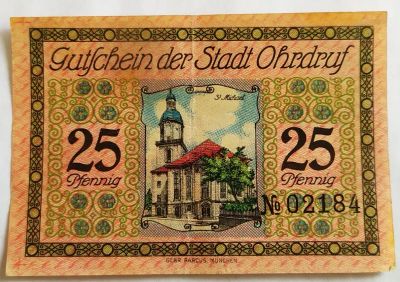 Gutschein der Stadt Ohrdruf
St Michael
25
Pfennig
25
Pfennig
№ 02184
GEBR. PARCUS, MÜNCHEN